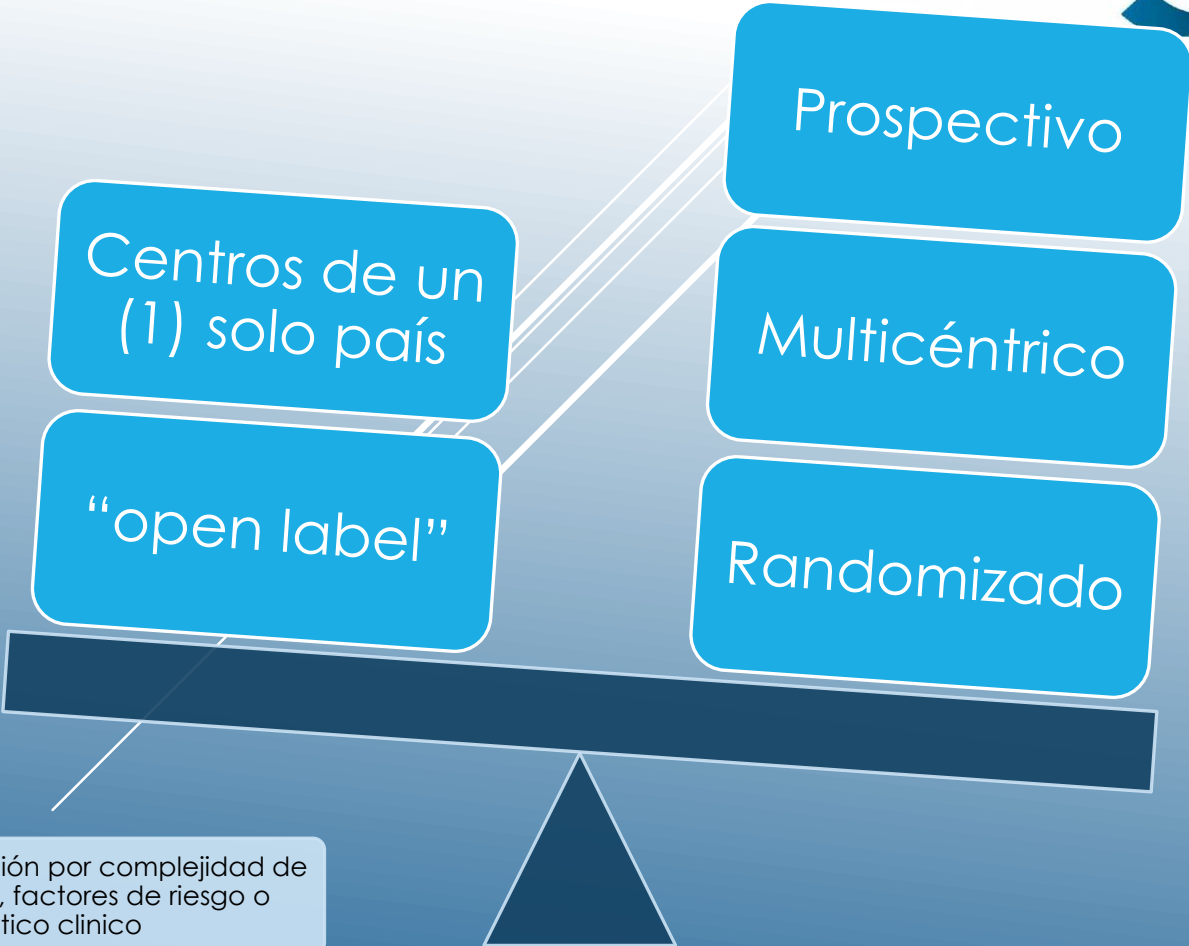 Prospectivo
Centros de un
(1) solo país
Multicéntrico
“open label”
Randomizado
ión por complejidad de
, factores de riesgo o
tico clinico